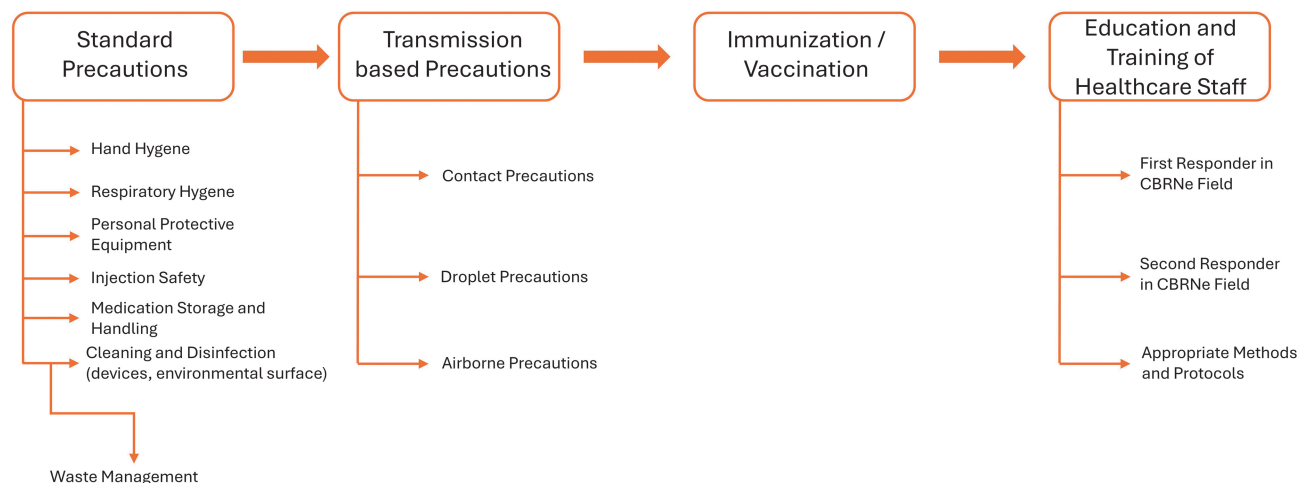 Standard
Precautions
Transmission
based Precautions
Immunization /
Vaccination
Education and
Training of
Healthcare Staff
Hand Hygene
Respiratory Hygene
Personal Protective
Equipment
Injection Safety
Medication Storage and
Handling
Cleaning and Disinfection
(devices, environmental surface)
Waste Management
Contact Precautions
Droplet Precautions
Airborne Precautions
First Responder in
CBRNe Field
Second Responder
in CBRNe Field
Appropriate Methods
and Protocols